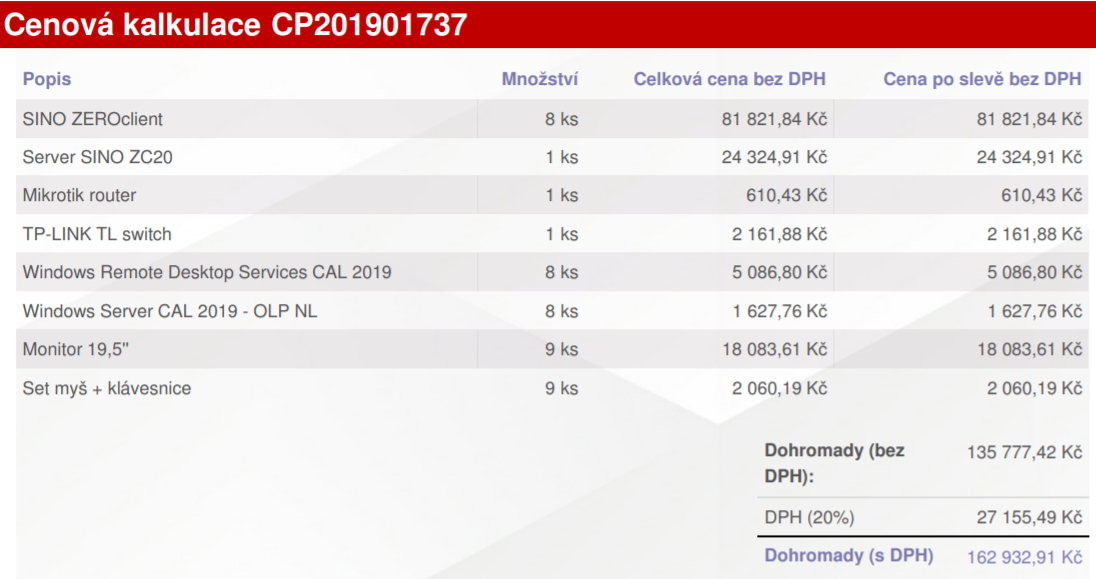 Cenová kalkulace CP201901737
Popis Množství Celková cena bez DPH Cena po slevě bez DPH
SINO ZEROclient 8 ks 81 821,84 Kč 81 821,84 Kč
Server SINO ZC20 1 ks 24 324,91 Kč 24 324,91 Kč
Mikrotik router 1 ks 610,43 Kč 610,43 Kč
TP-LINK TL switch 1 ks 2 161,88 Kč 2 161,88 Kč
Windows Remote Desktop Services CAL 2019 8 ks 5 086,80 Kč 5 086,80 Kč
Windows Server CAL 2019 - OLP NL 8 ks 1 627,76 Kč 1 627,76 Kč
Monitor 19,5" 9 ks 18 083,61 Kč 18 083,61 Kč
Set myš + klávesnice 9 ks 2 060,19 Kč 2 060,19 Kč
Dohromady (bez 135 777,42 Kč
DPH):
DPH (20%) 27 155,49 Kč
Dohromady (s DPH) 162 932,91 Kč